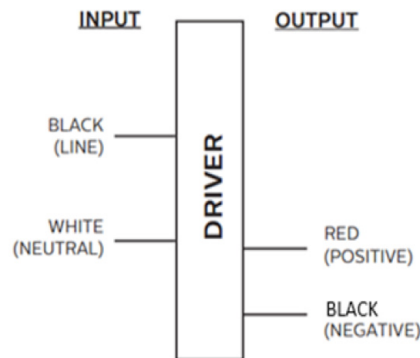 INPUT
OUTPUT
BLACK
(LINE)
WHITE
(NEUTRAL)
DRIVER
RED
(POSITIVE)
BLACK
(NEGATIVE)